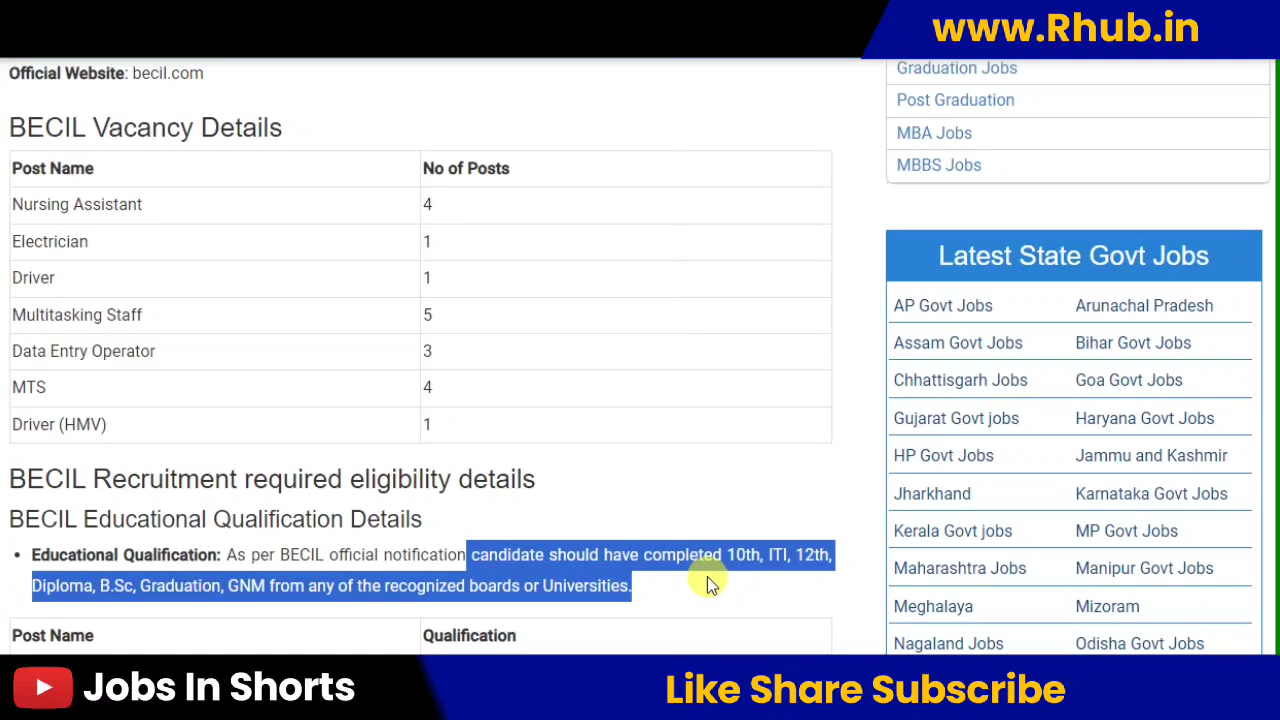 www.Rhub.in
Official Website: becil.com
BECIL Vacancy Details
Post Name No of Posts
Nursing Assistant 4
Electrician 1
Driver 1
Multitasking Staff 5
Data Entry Operator 3
MTS 4
Driver (HMV) 1
BECIL Recruitment required eligibility details
BECIL Educational Qualification Details
• Educational Qualification: As per BECIL official notification candidate should have completed 10th, ITI, 12th,
Diploma, B.Sc, Graduation, GNM from any of the recognized boards or Universities.
Post Name Qualification
Graduation Jobs
Post Graduation
MBA Jobs
MBBS Jobs
Latest State Govt Jobs
AP Govt Jobs Arunachal Pradesh
Assam Govt Jobs Bihar Govt Jobs
Chhattisgarh Jobs Goa Govt Jobs
Gujarat Govt jobs Haryana Govt Jobs
HP Govt Jobs Jammu and Kashmir
Jharkhand Karnataka Govt Jobs
Kerala Govt jobs MP Govt Jobs
Maharashtra Jobs Manipur Govt Jobs
Meghalaya Mizoram
Nagaland Jobs Odisha Govt Jobs
Jobs In Shorts
Like Share Subscribe